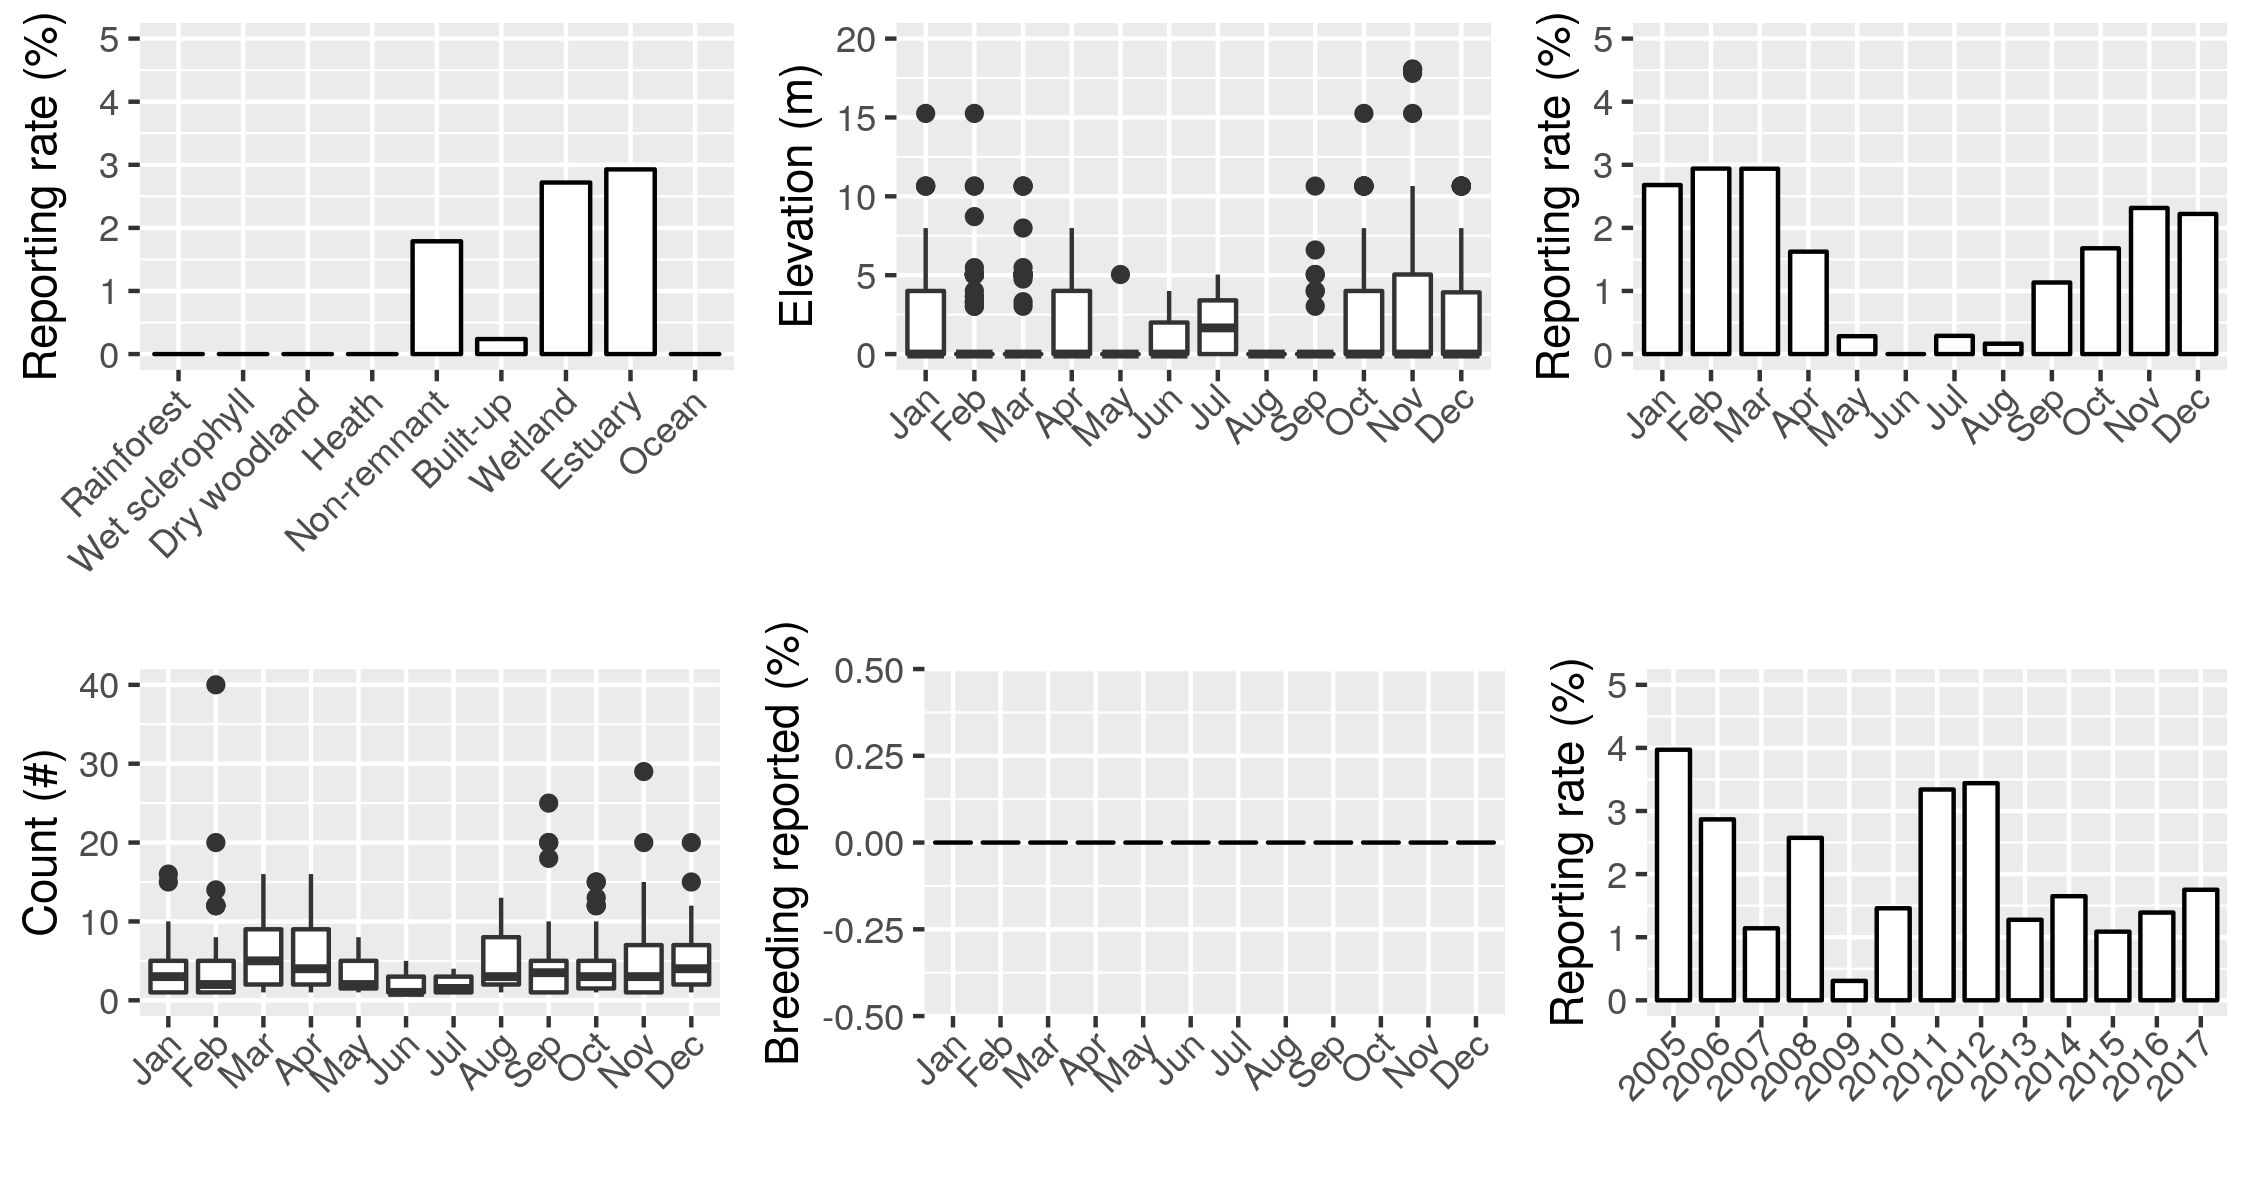 Reporting rate (%)
5
4
3
2
1
0
Rainforest
Wet sclerophyll
Dry woodland
Heath
Non-remnant
Built-up
Wetland
Estuary
Ocean
Elevation (m)
20
15
10
5
0
Jan Feb Mar Apr May Jun Jul Aug Sep Oct Nov Dec
Reporting rate (%)
5
4
3
2
1
0
Jan Feb Mar Apr May Jun Jul Aug Sep Oct Nov Dec
Count (#)
40
30
20
10
0
Jan Feb Mar Apr May Jun Jul Aug Sep Oct Nov Dec
Breeding reported (%)
0.50
0.25
0.00
-0.25
-0.50
Jan Feb Mar Apr May Jun Jul Aug Sep Oct Nov Dec
Reporting rate (%)
5
4
3
2
1
0
2005 2006 2007 2008 2009 2010 2011 2012 2013 2014 2015 2016 2017